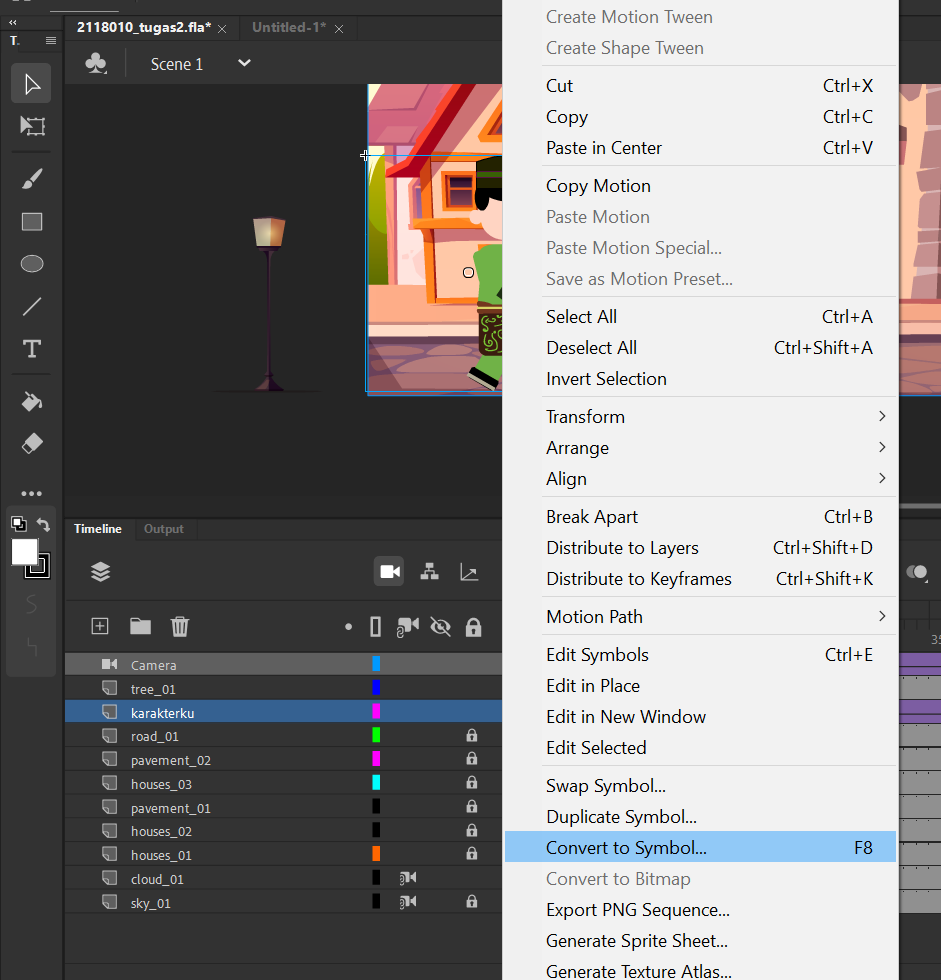 2118010_tugas2.fla* ×
Untitled-1* ×
T.
Scene 1
T
Timeline
Output
Camera
tree_01
karakterku
road_01
pavement_02
houses_03
pavement_01
houses_02
houses_01
cloud_01
sky_01
Create Motion Tween
Create Shape Tween
Cut Ctrl+X
Copy Ctrl+C
Paste in Center Ctrl+V
Copy Motion
Paste Motion
Paste Motion Special...
Save as Motion Preset...
Select All Ctrl+A
Deselect All Ctrl+Shift+A
Invert Selection
Transform
Arrange
Align
Break Apart Ctrl+B
Distribute to Layers Ctrl+Shift+D
Distribute to Keyframes Ctrl+Shift+K
Motion Path
Edit Symbols Ctrl+E
Edit in Place
Edit in New Window
Edit Selected
Swap Symbol...
Duplicate Symbol...
Convert to Symbol... F8
Convert to Bitmap
Export PNG Sequence...
Generate Sprite Sheet...
Generate Texture Atlas...